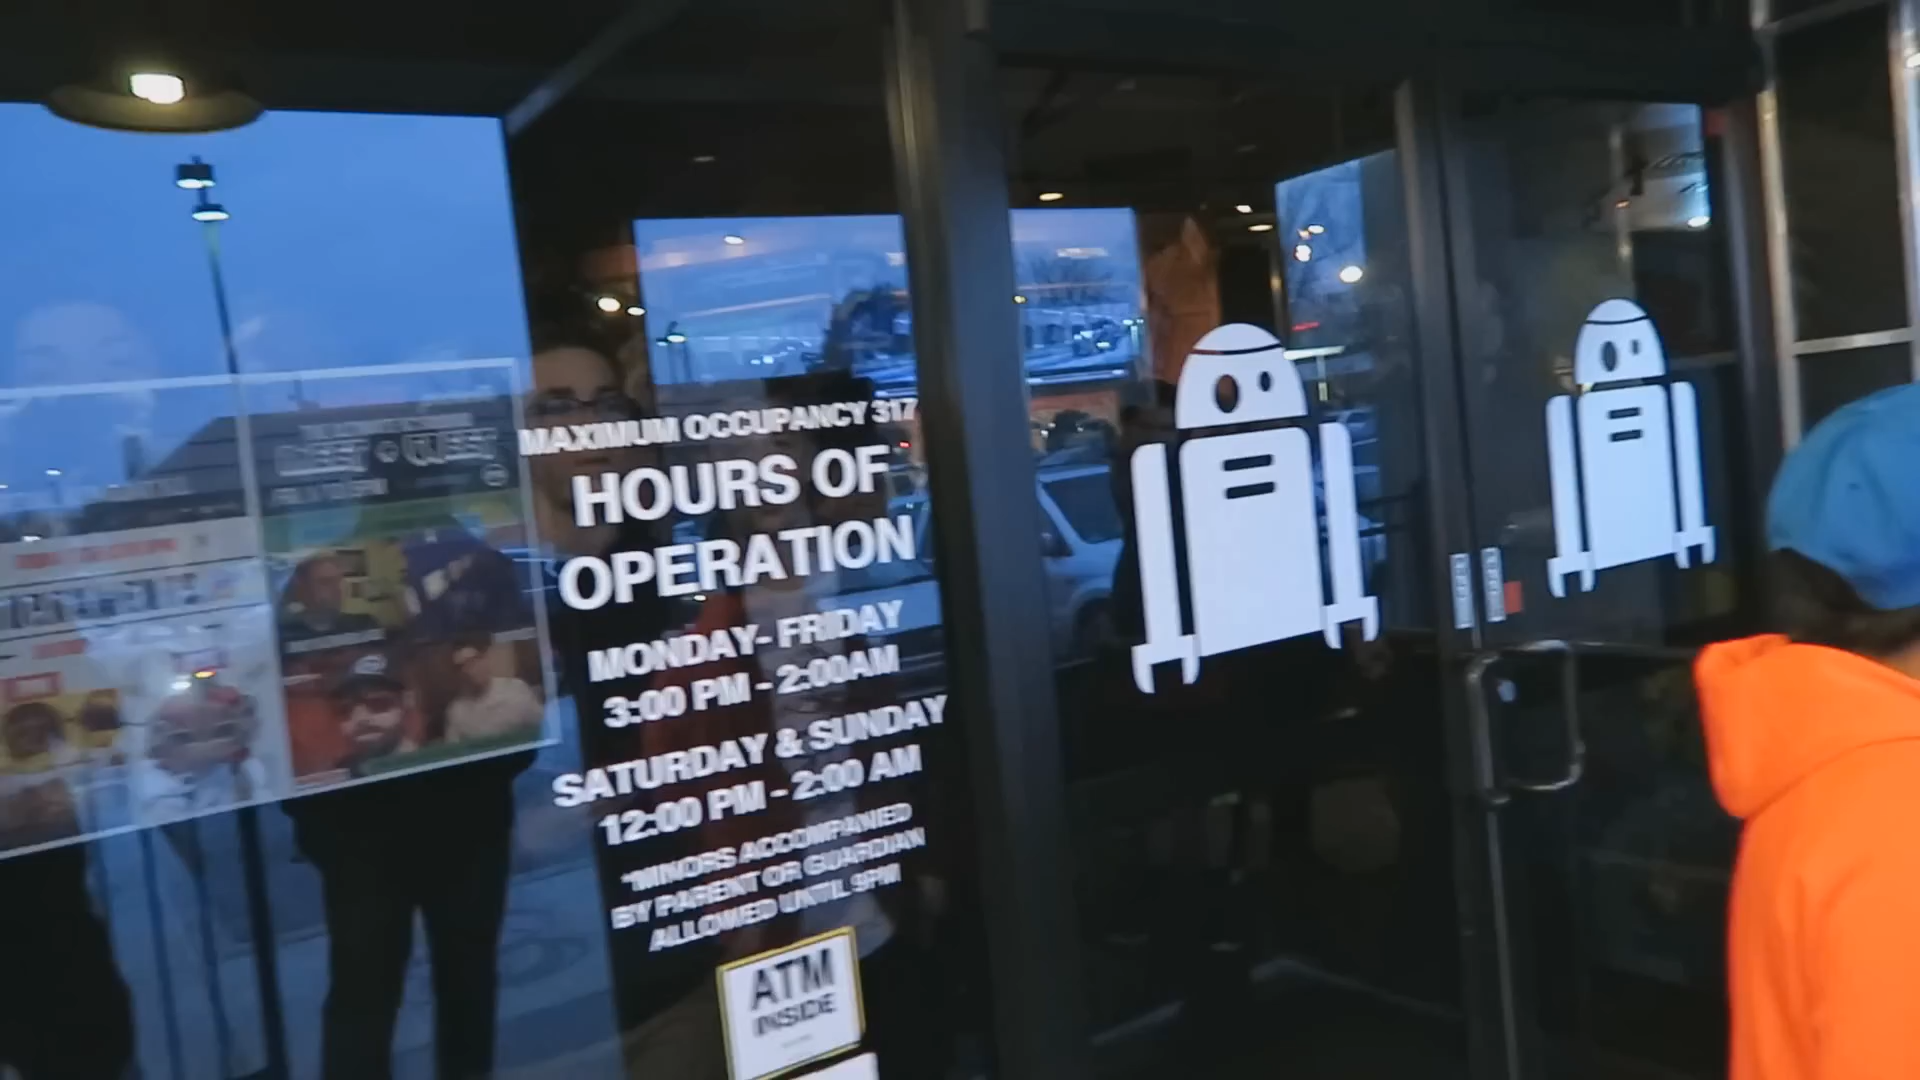 MAXIMUM OCCUPANCY 317
HOURS OF
OPERATION
MONDAY- FRIDAY
3:00 PM - 2:00AM
SATURDAY & SUNDAY
12:00 PM - 2:00 AM
*MINORS ACCOMPANIED
BY PARENT OR GUARDIAN
ALLOWED UNTIL 9PM
ATM
INSIDE